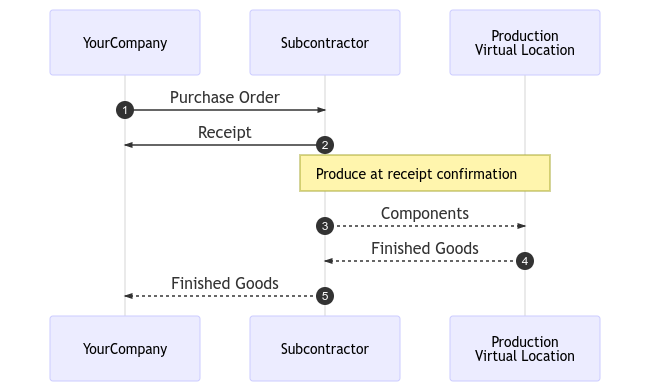 YourCompany
Subcontractor
Production
Virtual Location
Purchase Order
1
Receipt
2
Produce at receipt confirmation
Components
3
Finished Goods
4
Finished Goods
5
YourCompany
Subcontractor
Production
Virtual Location